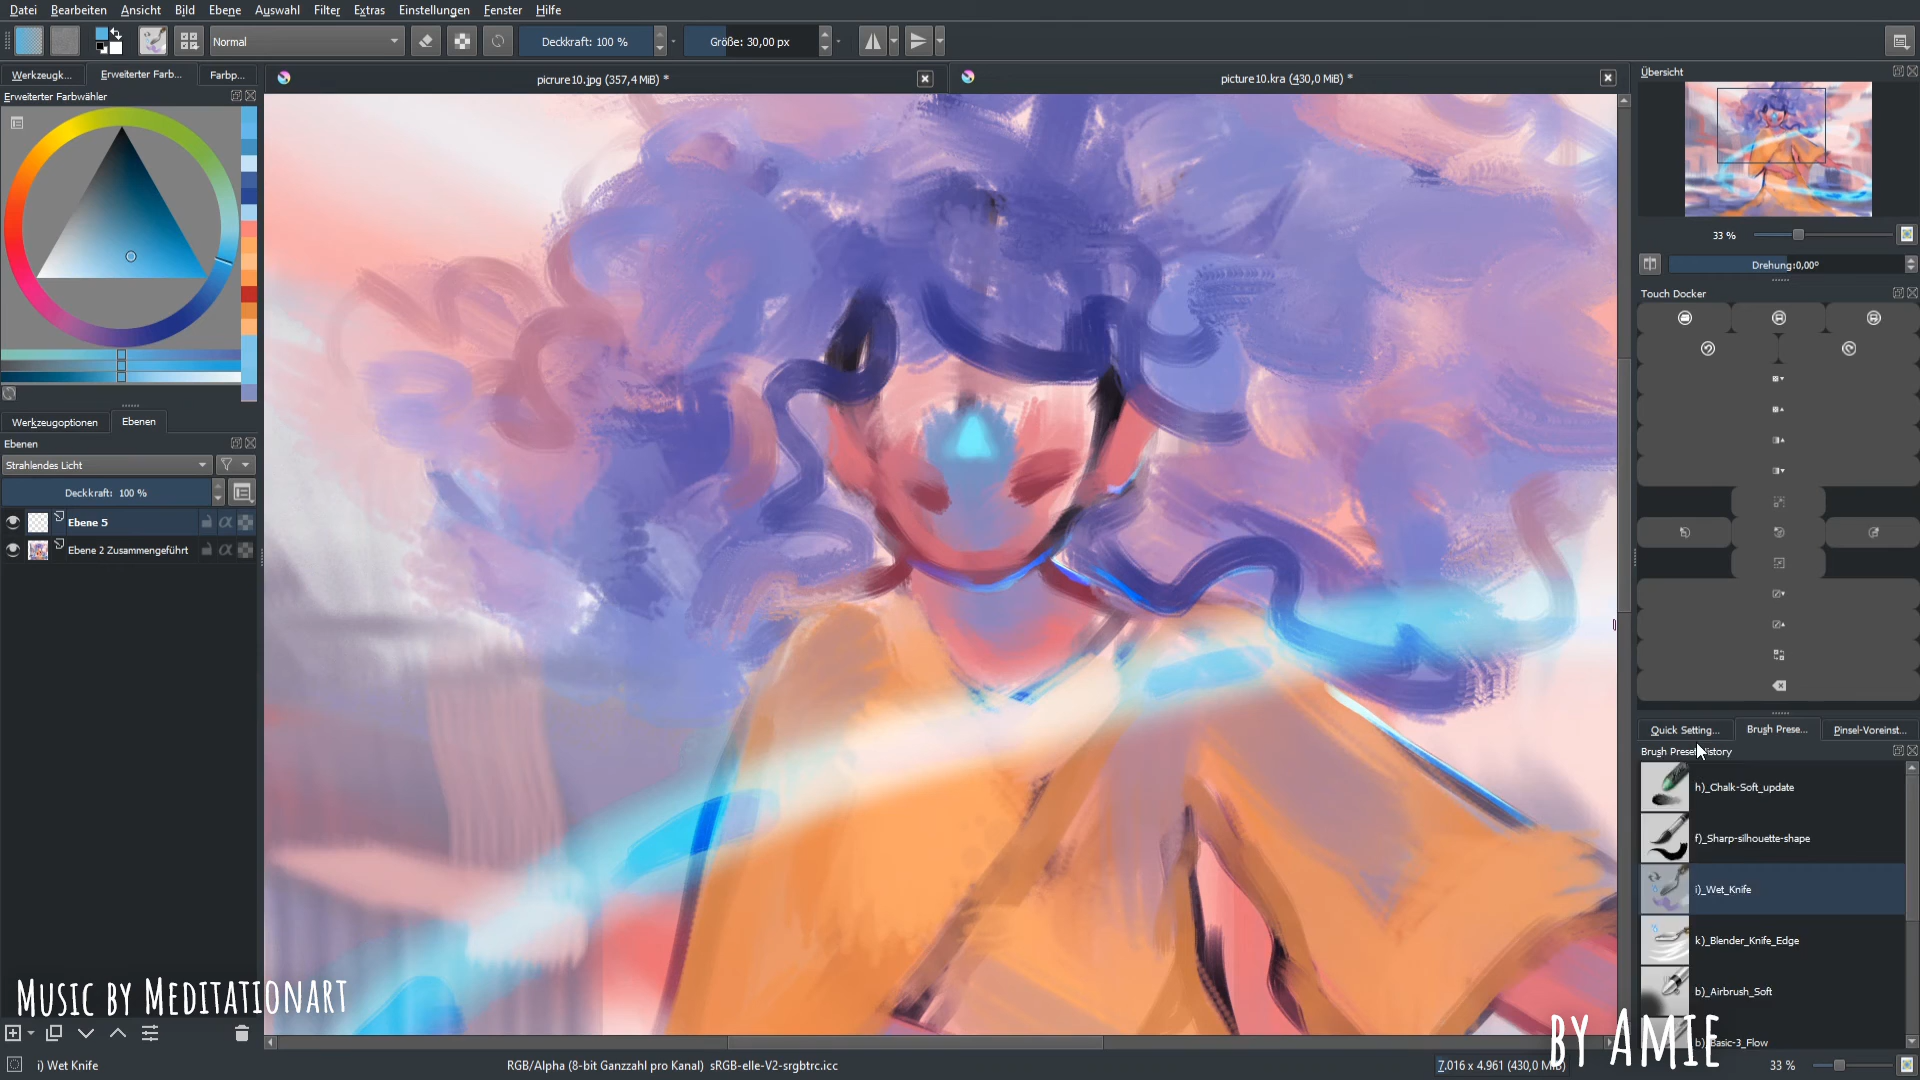 Datei Bearbeiten Ansicht Bild Ebene Auswahl Filter Extras Einstellungen Fenster Hilfe
Normal Deckkraft: 100 % Größe: 30,00 px
Werkzeugk... Erweiterter Farb... Farbp...
picrure10.jpg (357,4 MiB) *
picture10.kra (430,0 MiB) *
Übersicht
Erweiterter Farbwähler
33 %
Drehung:0,00°
Touch Docker
Werkzeugoptionen Ebenen
Ebenen
Strahlendes Licht
Deckkraft: 100 %
Ebene 5
Ebene 2 Zusammengeführt
Quick Setting... Brush Prese... Pinsel-Voreinst...
Brush Preset History
h)_Chalk-Soft_update
f)_Sharp-silhouette-shape
i)_Wet_Knife
k)_Blender_Knife_Edge
b)_Airbrush_Soft
b)_Basic-3_Flow
Music by Meditationart
by Amie
i) Wet Knife
RGB/Alpha (8-bit Ganzzahl pro Kanal) sRGB-elle-V2-srgbtrc.icc
7.016 x 4.961 (430,0 MiB)
33 %